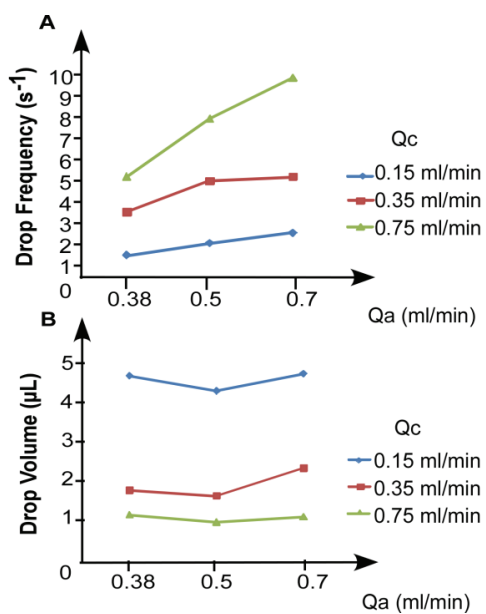 A
Drop Frequency (s⁻¹)
10
9
8
7
6
5
4
3
2
1
0
0.38 0.5 0.7
Qa (ml/min)
Qc
0.15 ml/min
0.35 ml/min
0.75 ml/min
B
Drop Volume (µL)
5
4
3
2
1
0
0.38 0.5 0.7
Qa (ml/min)
Qc
0.15 ml/min
0.35 ml/min
0.75 ml/min